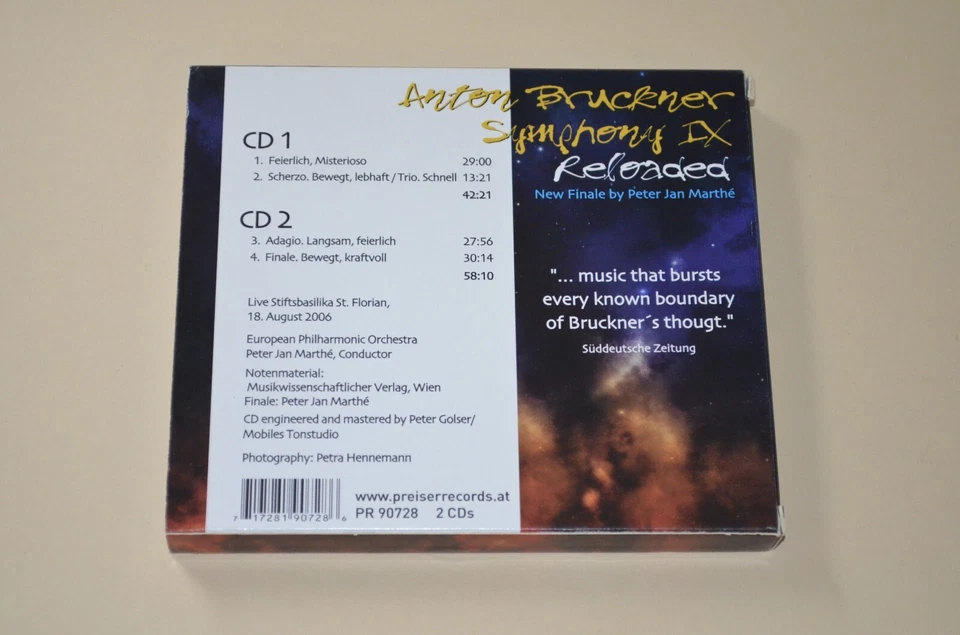 Anton Bruckner
Symphony IX
Reloaded
New Finale by Peter Jan Marthé
CD 1
1. Feierlich, Misterioso 29:00
2. Scherzo. Bewegt, lebhaft / Trio. Schnell 13:21
42:21
CD 2
3. Adagio. Langsam, feierlich 27:56
4. Finale. Bewegt, kraftvoll 30:14
58:10
Live Stiftsbasilika St. Florian,
18. August 2006
European Philharmonic Orchestra
Peter Jan Marthé, Conductor
Notenmaterial:
Musikwissenschaftlicher Verlag, Wien
Finale: Peter Jan Marthé
CD engineered and mastered by Peter Golser/
Mobiles Tonstudio
Photography: Petra Hennemann
7 17281 90728 6
www.preiserrecords.at
PR 90728 2 CDs
"... music that bursts
every known boundary
of Bruckner´s thougt."
Süddeutsche Zeitung